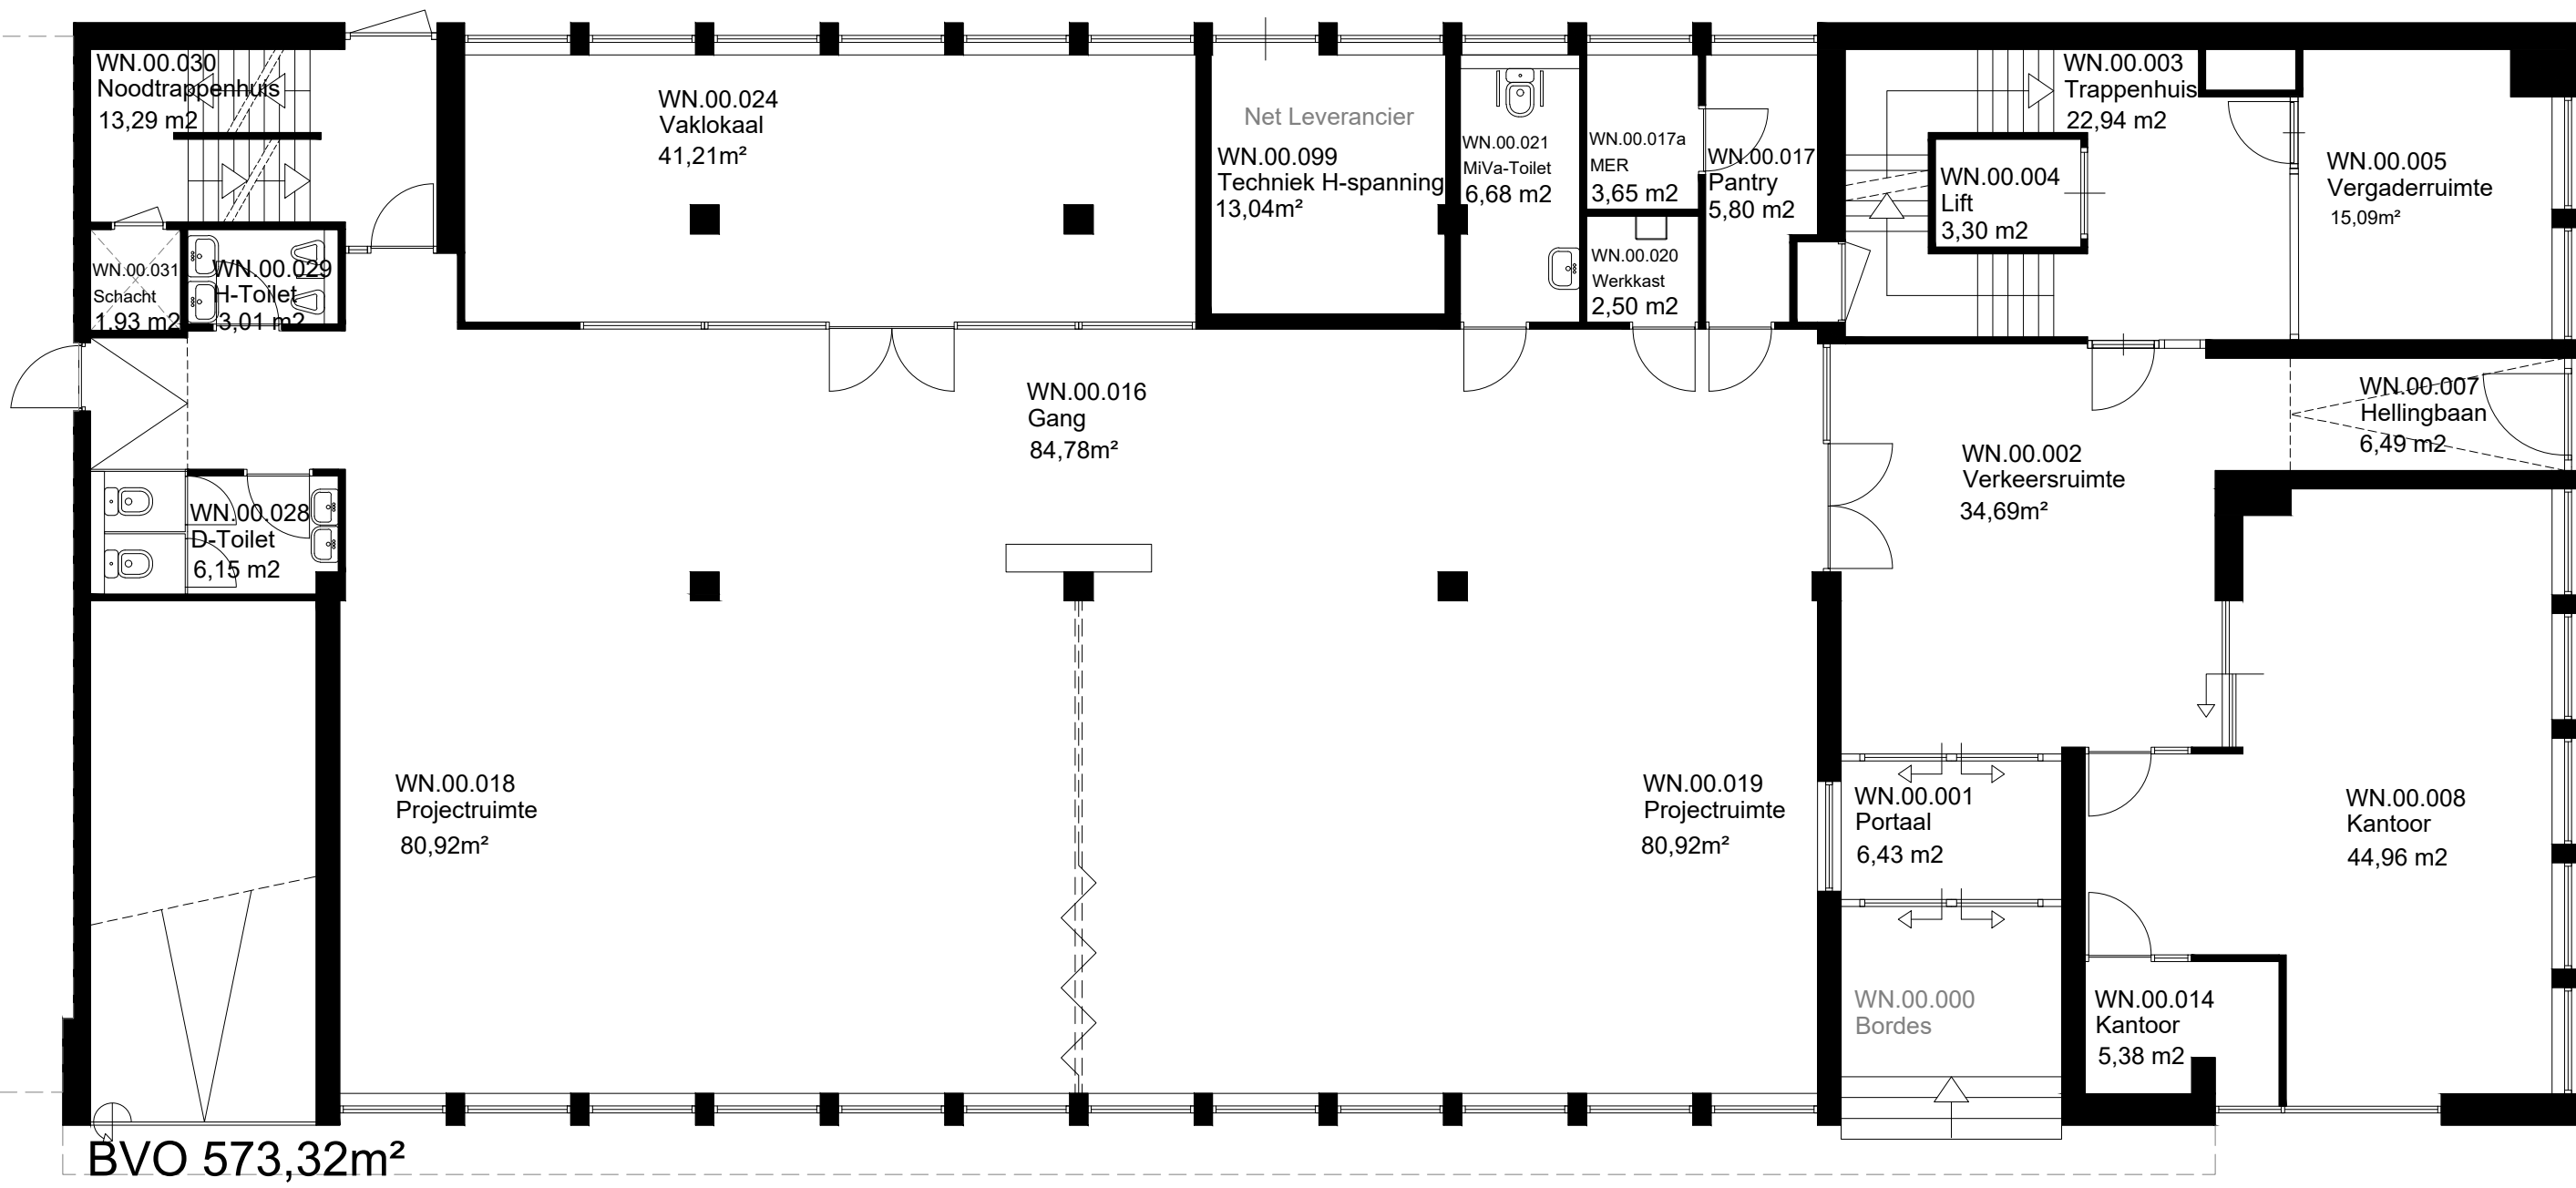 WN.00.030
Noodtrappenhuis
13,29 m2
WN.00.024
Vaklokaal
41,21m²
Net Leverancier
WN.00.099
Techniek H-spanning
13,04m²
WN.00.021
MiVa-Toilet
6,68 m2
WN.00.017a
MER
3,65 m2
WN.00.017
Pantry
5,80 m2
WN.00.003
Trappenhuis
22,94 m2
WN.00.004
Lift
3,30 m2
WN.00.005
Vergaderruimte
15,09m²
WN.00.031
Schacht
1,93 m2
WN.00.029
H-Toilet
3,01 m2
WN.00.020
Werkkast
2,50 m2
WN.00.016
Gang
84,78m²
WN.00.002
Verkeersruimte
34,69m²
WN.00.007
Hellingbaan
6,49 m2
WN.00.028
D-Toilet
6,15 m2
WN.00.018
Projectruimte
80,92m²
WN.00.019
Projectruimte
80,92m²
WN.00.001
Portaal
6,43 m2
WN.00.008
Kantoor
44,96 m2
WN.00.000
Bordes
WN.00.014
Kantoor
5,38 m2
BVO 573,32m²